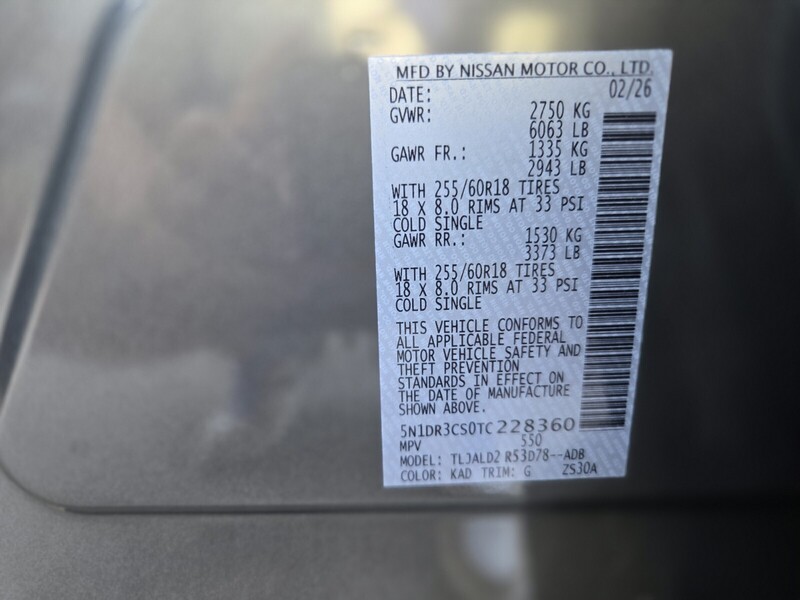 MFD BY NISSAN MOTOR CO., LTD.
DATE: 02/26
GVWR: 2750 KG
6063 LB
GAWR FR.: 1335 KG
2943 LB
WITH 255/60R18 TIRES
18 X 8.0 RIMS AT 33 PSI
COLD SINGLE
GAWR RR.: 1530 KG
3373 LB
WITH 255/60R18 TIRES
18 X 8.0 RIMS AT 33 PSI
COLD SINGLE
THIS VEHICLE CONFORMS TO
ALL APPLICABLE FEDERAL
MOTOR VEHICLE SAFETY AND
THEFT PREVENTION
STANDARDS IN EFFECT ON
THE DATE OF MANUFACTURE
SHOWN ABOVE.
5N1DR3CS0TC228360
MPV 550
MODEL: TLJALD2 R53D78--ADB
COLOR: KAD TRIM: G ZS30A